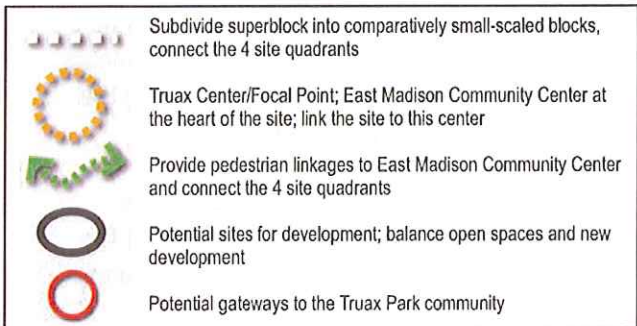 Subdivide superblock into comparatively small-scaled blocks,
connect the 4 site quadrants
Truax Center/Focal Point; East Madison Community Center at
the heart of the site; link the site to this center
Provide pedestrian linkages to East Madison Community Center
and connect the 4 site quadrants
Potential sites for development; balance open spaces and new
development
Potential gateways to the Truax Park community